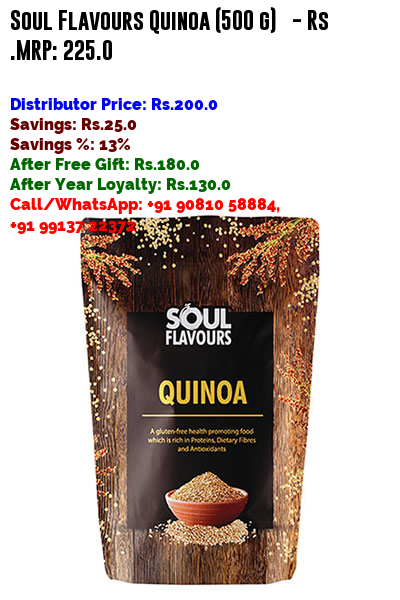 Soul Flavours Quinoa (500 g) - Rs
.MRP: 225.0
Distributor Price: Rs.200.0
Savings: Rs.25.0
Savings %: 13%
After Free Gift: Rs.180.0
After Year Loyalty: Rs.130.0
Call/WhatsApp: +91 90810 58884,
+91 99137 22372
SOUL
FLAVOURS
QUINOA
A gluten-free health promoting food
which is rich in Proteins, Dietary Fibres
and Antioxidants